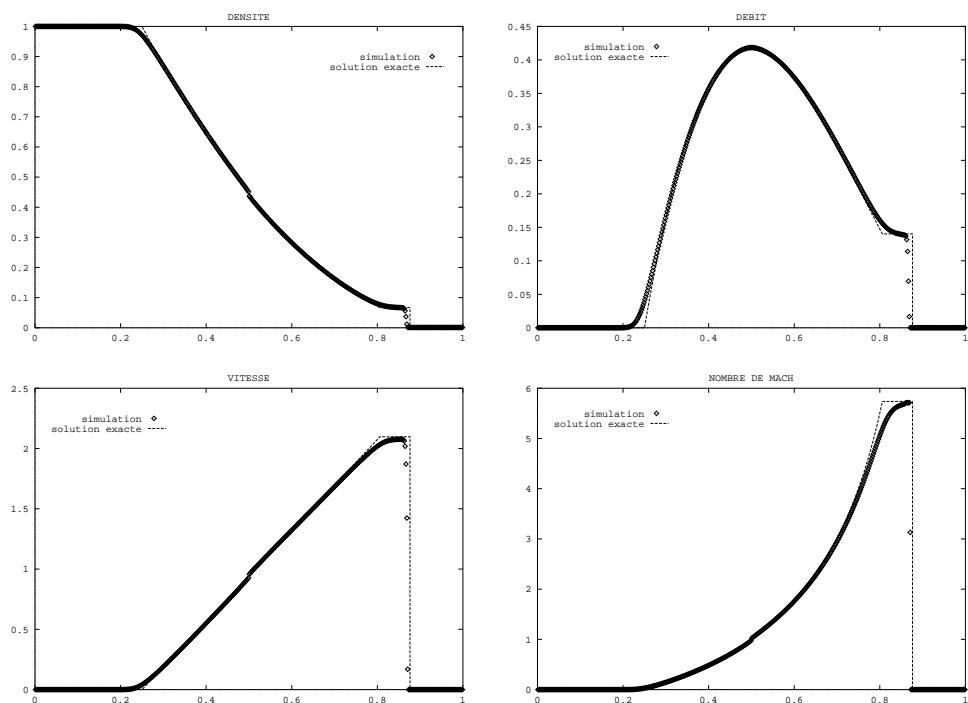 DENSITE
1
0.9
0.8
0.7
0.6
0.5
0.4
0.3
0.2
0.1
0
simulation
solution exacte
0 0.2 0.4 0.6 0.8 1
DEBIT
0.45
0.4
0.35
0.3
0.25
0.2
0.15
0.1
0.05
0
simulation
solution exacte
0 0.2 0.4 0.6 0.8 1
VITESSE
2.5
2
1.5
1
0.5
0
simulation
solution exacte
0 0.2 0.4 0.6 0.8 1
NOMBRE DE MACH
6
5
4
3
2
1
0
simulation
solution exacte
0 0.2 0.4 0.6 0.8 1